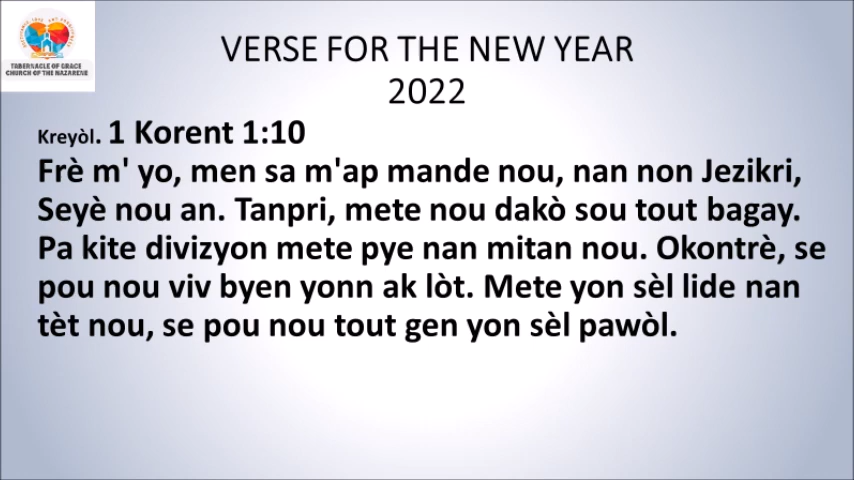 TABERNACLE OF GRACE
CHURCH OF THE NAZARENE
VERSE FOR THE NEW YEAR
2022
Kreyòl. 1 Korent 1:10
Frè m' yo, men sa m'ap mande nou, nan non Jezikri,
Seyè nou an. Tanpri, mete nou dakò sou tout bagay.
Pa kite divizyon mete pye nan mitan nou. Okontrè, se
pou nou viv byen yonn ak lòt. Mete yon sèl lide nan
tèt nou, se pou nou tout gen yon sèl pawòl.